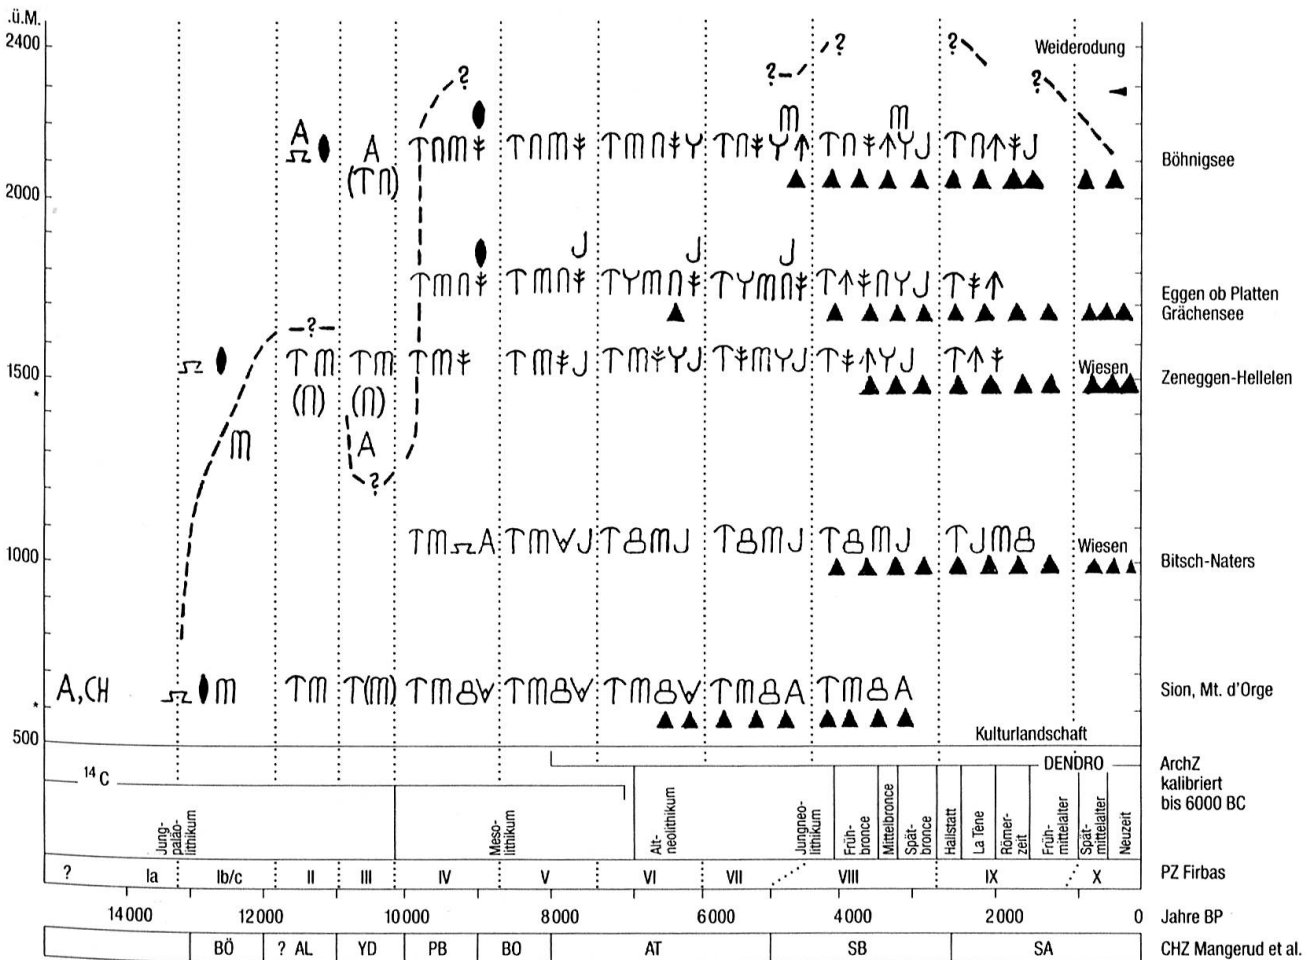 .ü.M.
2400
Weiderodung
Böhnigsee
2000
Eggen ob Platten
Grächensee
1500
Wiesen
Zeneggen-Hellelen
1000
Wiesen
Bitsch-Naters
A,CH
Sion, Mt. d'Orge
500
Kulturlandschaft
14C
DENDRO
ArchZ
kalibriert
bis 6000 BC
Jung-
paläo-
lithikum
Meso-
lithikum
Alt-
neolithikum
Jungneo-
lithikum
Früh-
bronce
Mittelbronce
Spät-
bronce
Hallstatt
La Tène
Römer-
zeit
Früh-
mittelalter
Spät-
mittelalter
Neuzeit
? Ia Ib/c II III IV V VI VII VIII IX X PZ Firbas
14000 12000 10000 8000 6000 4000 2000 0 Jahre BP
BÖ ? AL YD PB BO AT SB SA CHZ Mangerud et al.